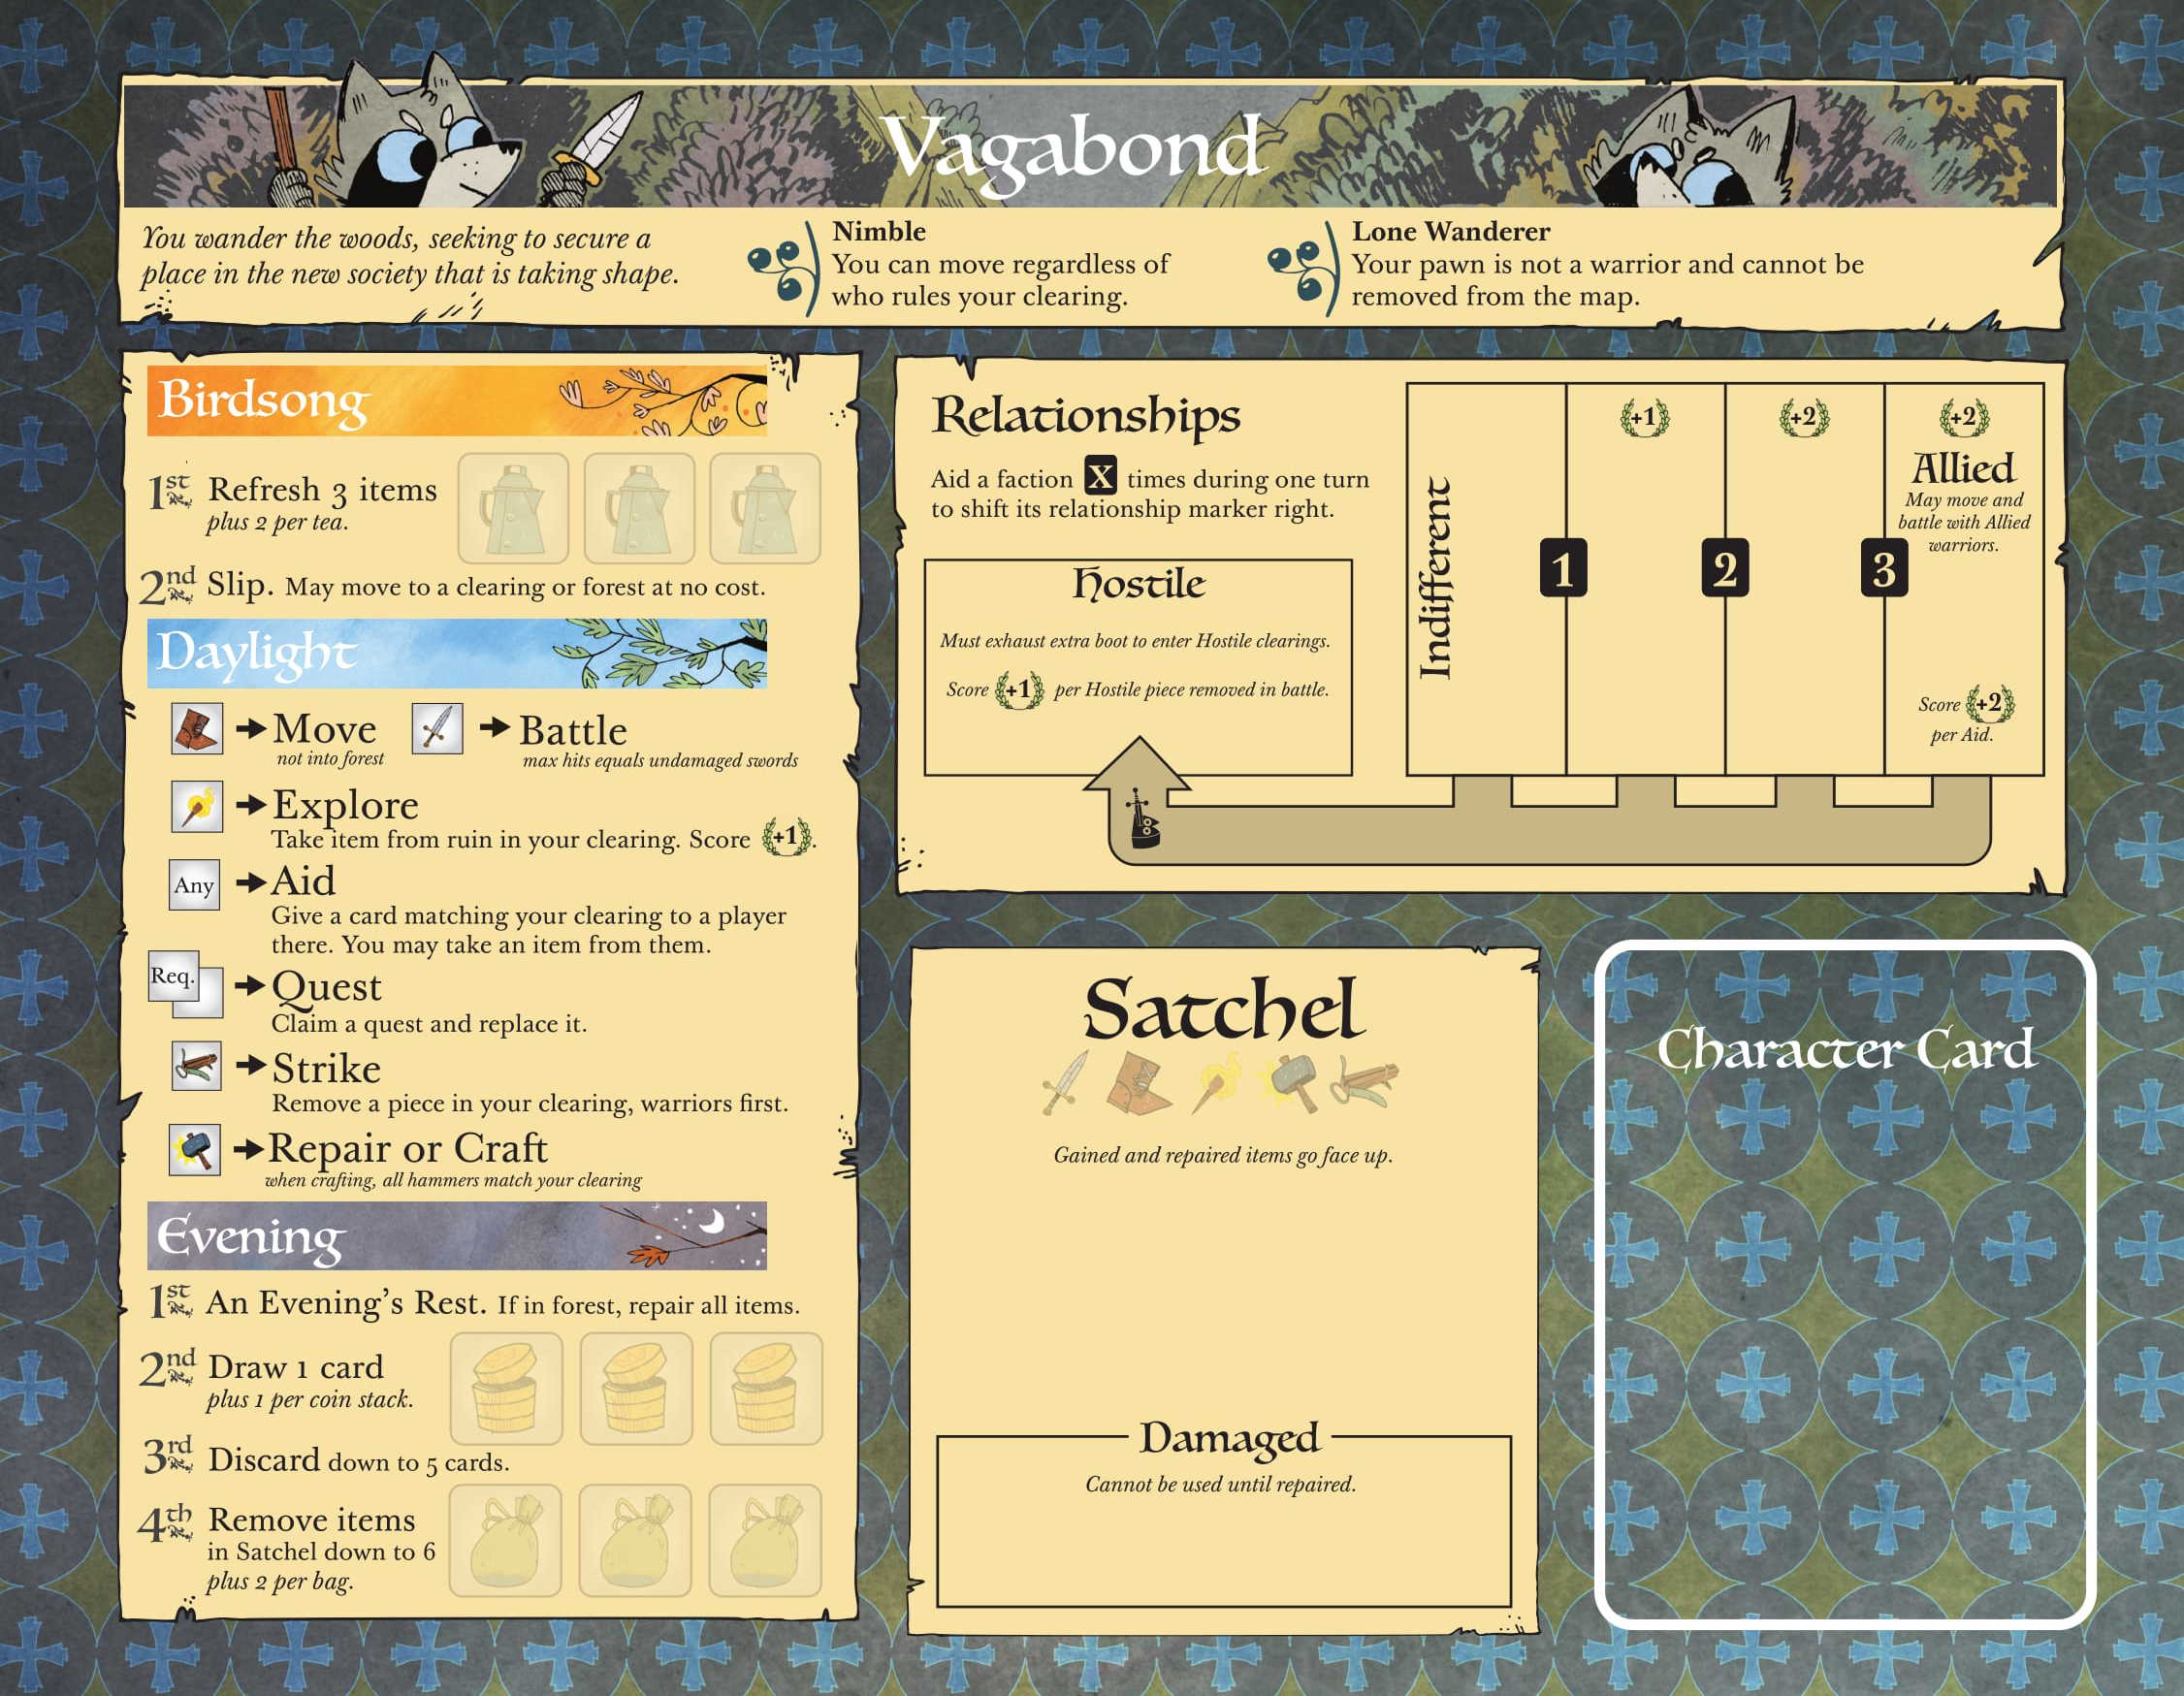 Vagabond
You wander the woods, seeking to secure a
place in the new society that is taking shape.
Nimble
You can move regardless of
who rules your clearing.
Lone Wanderer
Your pawn is not a warrior and cannot be
removed from the map.
Birdsong
1st Refresh 3 items
plus 2 per tea.
2nd Slip. May move to a clearing or forest at no cost.
Daylight
Move
not into forest
Battle
max hits equals undamaged swords
Explore
Take item from ruin in your clearing. Score +1.
Any Aid
Give a card matching your clearing to a player
there. You may take an item from them.
Req. Quest
Claim a quest and replace it.
Strike
Remove a piece in your clearing, warriors first.
Repair or Craft
when crafting, all hammers match your clearing
Evening
1st An Evening's Rest. If in forest, repair all items.
2nd Draw 1 card
plus 1 per coin stack.
3rd Discard down to 5 cards.
4th Remove items
in Satchel down to 6
plus 2 per bag.
Relationships
Aid a faction X times during one turn
to shift its relationship marker right.
Hostile
Must exhaust extra boot to enter Hostile clearings.
Score +1 per Hostile piece removed in battle.
Indifferent
1
+1
2
+2
3
+2
Allied
May move and
battle with Allied
warriors.
Score +2
per Aid.
Satchel
Gained and repaired items go face up.
Damaged
Cannot be used until repaired.
Character Card